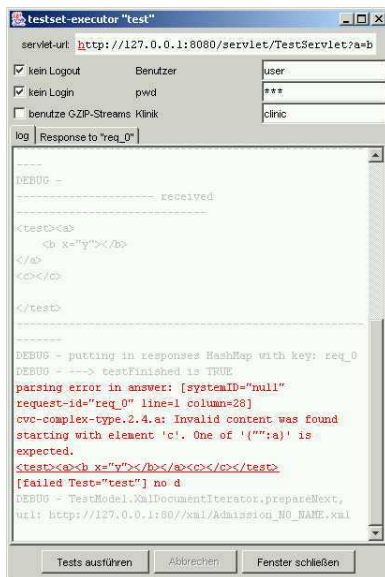 testset-executor "test"
servlet-url: http://127.0.0.1:8080/servlet/TestServlet?a=b
kein Logout Benutzer user
kein Login pwd ***
benutze GZIP-Streams Klinik clinic
log Response to "req_0"
----
DEBUG -
-------------------- received
---------------------------
<test><a>
<b x="y"></b>
</a>
<c></c>
</test>
--------------------------------------------------
-------
DEBUG - putting in responses HashMap with key: req_0
DEBUG - ---> testFinished is TRUE
parsing error in answer: [systemID="null"
request-id="req_0" line=1 column=28]
cvc-complex-type.2.4.a: Invalid content was found
starting with element 'c'. One of '{"":a}' is
expected.
<test><a><b x="y"></b></a><c></c></test>
[failed Test="test"] no d
DEBUG - TestModel.XmlDocumentIterator.prepareNext,
url: http://127.0.0.1:80//xml/Admission_NO_NAME.xml
Tests ausführen Abbrechen Fenster schließen